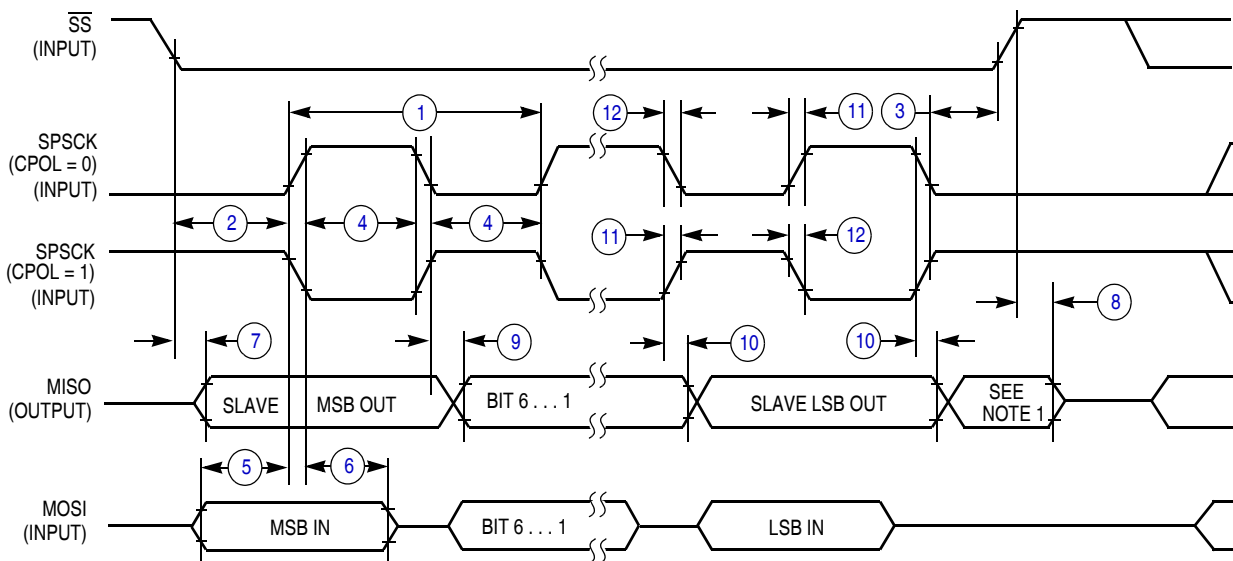 SS
(INPUT)
1
12
11
3
SPSCK
(CPOL = 0)
(INPUT)
2
4
4
11
12
SPSCK
(CPOL = 1)
(INPUT)
7
9
10
10
8
MISO
(OUTPUT)
SLAVE MSB OUT
BIT 6 . . . 1
SLAVE LSB OUT
SEE
NOTE 1
5
6
MOSI
(INPUT)
MSB IN
BIT 6 . . . 1
LSB IN